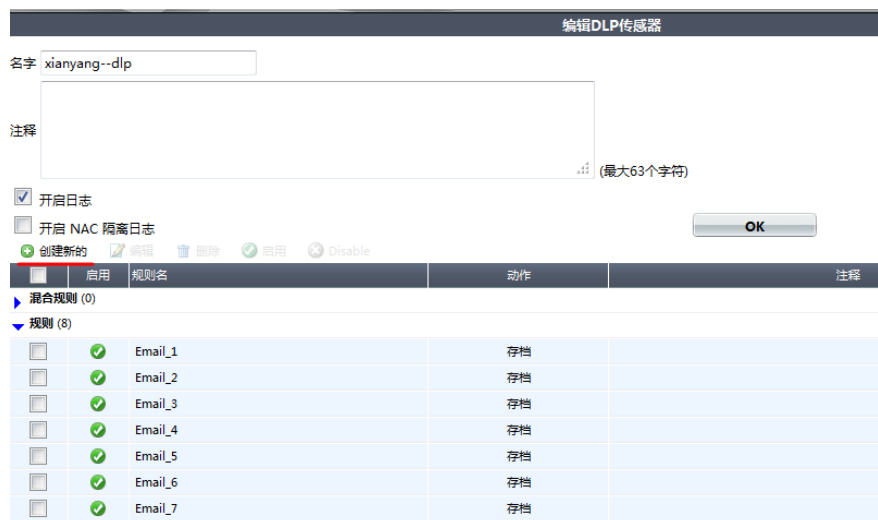 编辑DLP传感器
名字 xianyang--dlp
注释
(最大63个字符)
开启日志
开启 NAC 隔离日志
OK
创建新的 编辑 删除 启用 Disable
启用 规则名 动作 注释
混合规则 (0)
规则 (8)
Email_1 存档
Email_2 存档
Email_3 存档
Email_4 存档
Email_5 存档
Email_6 存档
Email_7 存档